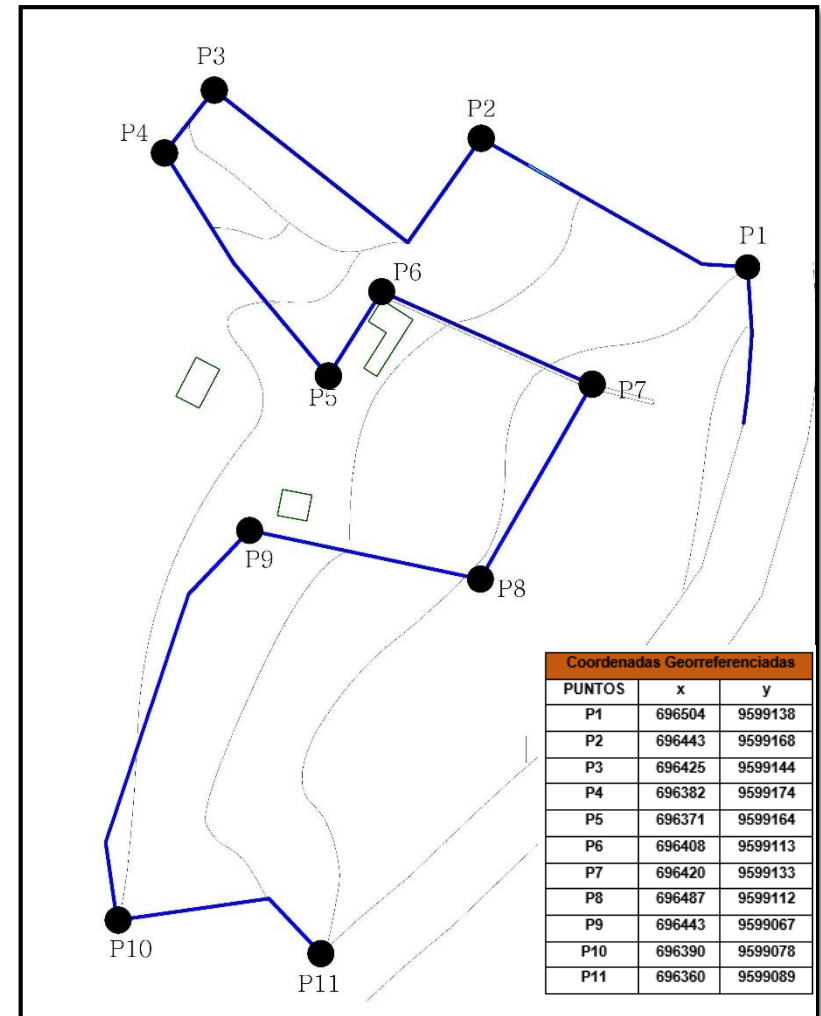 P3
P2
P4
P1
P6
P5
P7
P9
P8
P10
P11
Coordenadas Georreferenciadas
PUNTOS x y
P1 696504 9599138
P2 696443 9599168
P3 696425 9599144
P4 696382 9599174
P5 696371 9599164
P6 696408 9599113
P7 696420 9599133
P8 696487 9599112
P9 696443 9599067
P10 696390 9599078
P11 696360 9599089